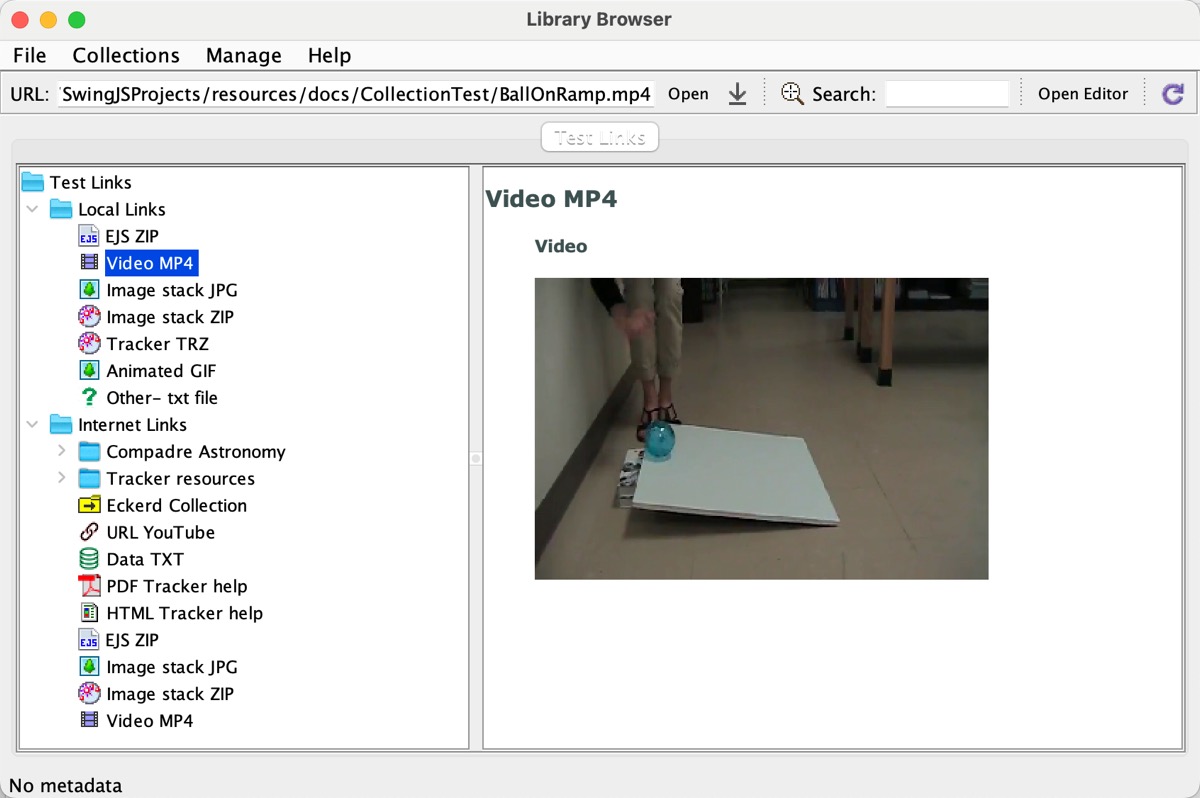 Library Browser
File Collections Manage Help
URL: SwingJSProjects/resources/docs/CollectionTest/BallOnRamp.mp4 Open Search: Open Editor
Test Links
Test Links
Local Links
EJS EJS ZIP
Video MP4
Image stack JPG
Image stack ZIP
Tracker TRZ
Animated GIF
? Other- txt file
Internet Links
Compadre Astronomy
Tracker resources
Eckerd Collection
URL YouTube
Data TXT
PDF Tracker help
HTML Tracker help
EJS EJS ZIP
Image stack JPG
Image stack ZIP
Video MP4
Video MP4
Video
No metadata